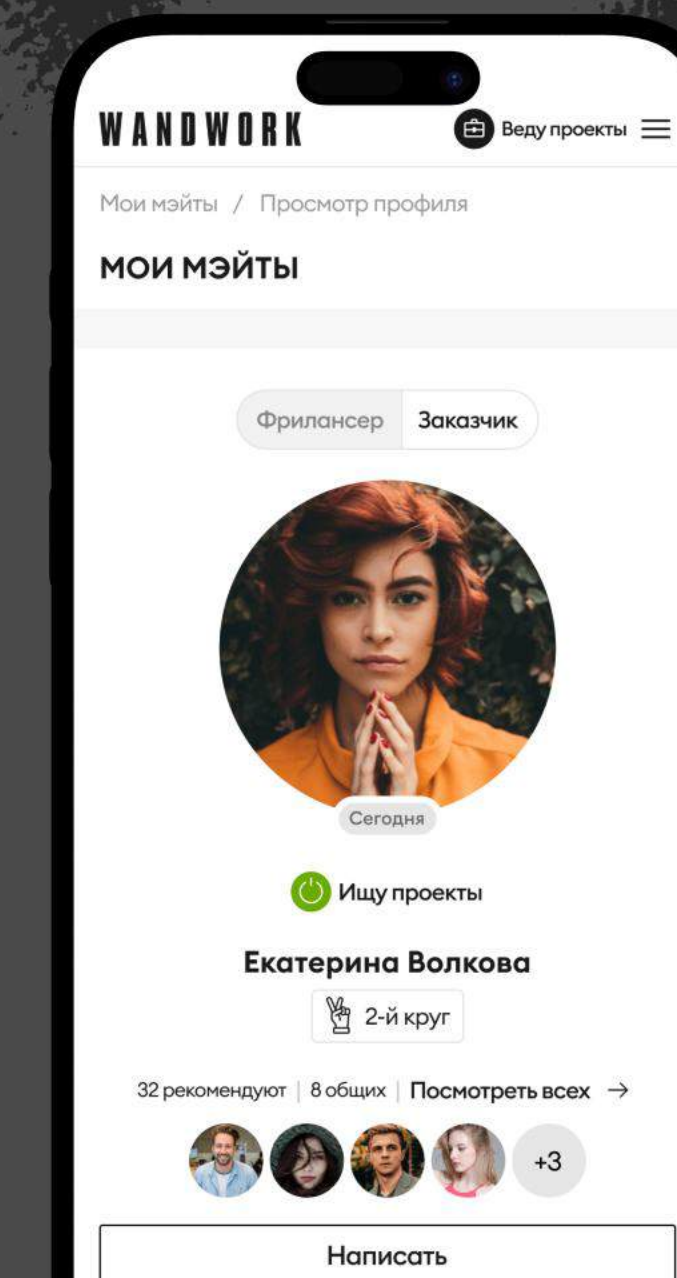 WANDWORK
Веду проекты
Мои мэйты / Просмотр профиля
МОИ МЭЙТЫ
Фрилансер Заказчик
Сегодня
Ищу проекты
Екатерина Волкова
2-й круг
32 рекомендуют | 8 общих | Посмотреть всех →
+3
Написать